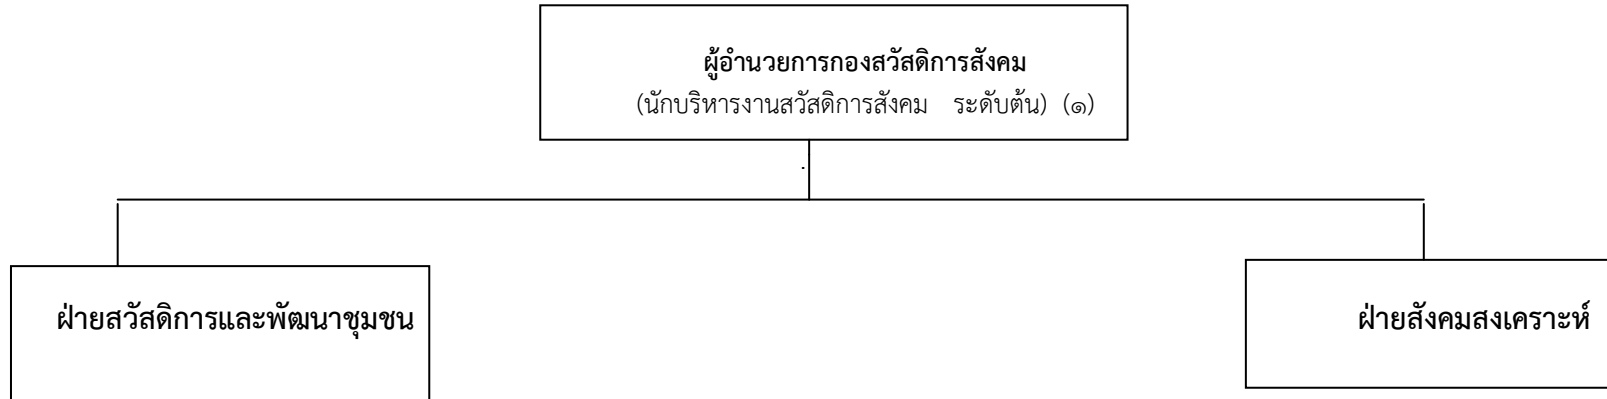 ผู้อำนวยการกองสวัสดิการสังคม
(นักบริหารงานสวัสดิการสังคม ระดับต้น) (๑)
ฝ่ายสวัสดิการและพัฒนาชุมชน
ฝ่ายสังคมสงเคราะห์